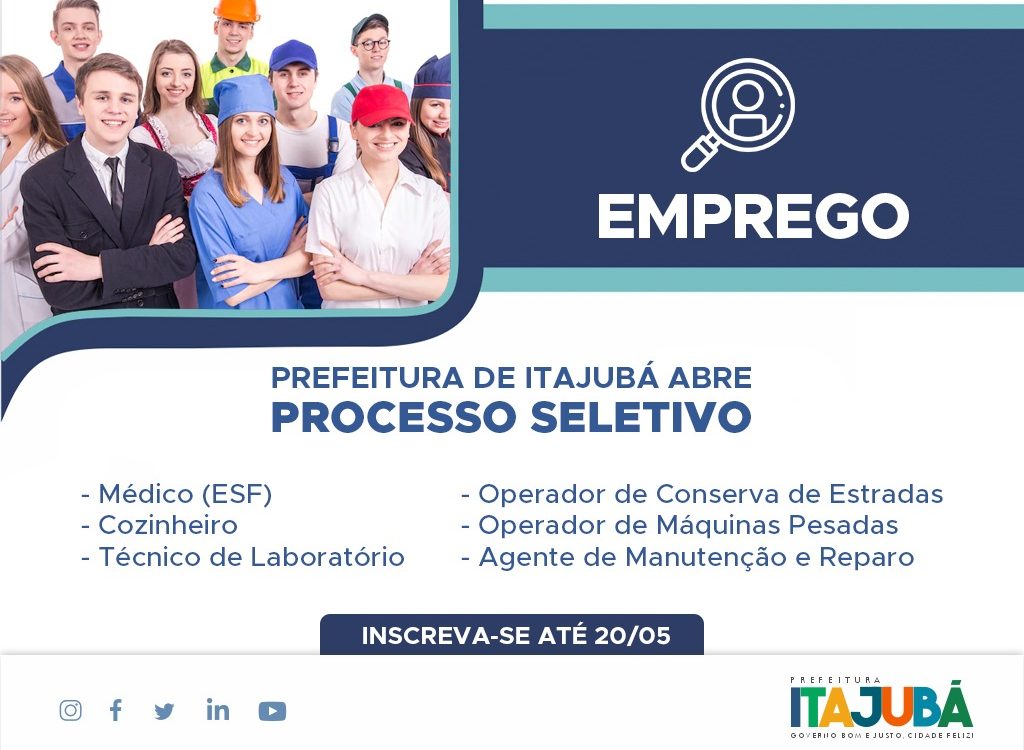 EMPREGO
PREFEITURA DE ITAJUBÁ ABRE
PROCESSO SELETIVO
- Médico (ESF)
- Cozinheiro
- Técnico de Laboratório
- Operador de Conserva de Estradas
- Operador de Máquinas Pesadas
- Agente de Manutenção e Reparo
INSCREVA-SE ATÉ 20/05
PREFEITURA
ITAJUBÁ
GOVERNO BOM E JUSTO, CIDADE FELIZ!